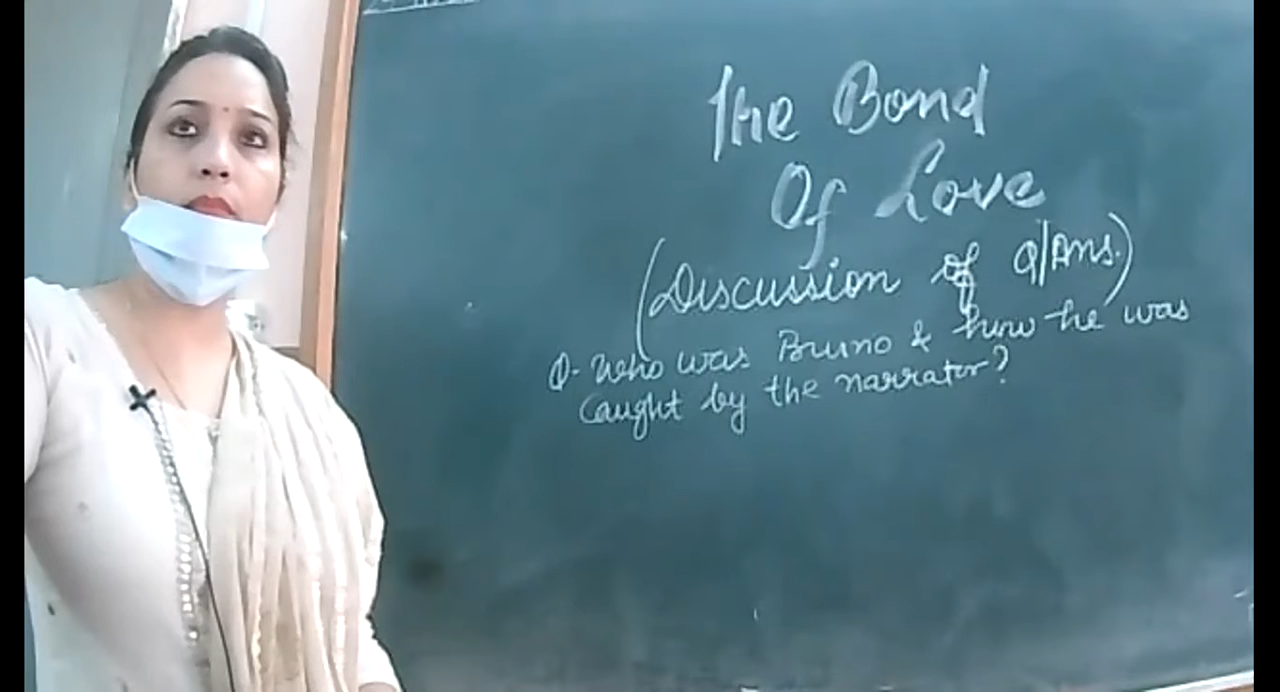 The Bond
Of Love
(Discussion of Q/Ans.)
Q- Who was Bruno & how he was
Caught by the narrator?